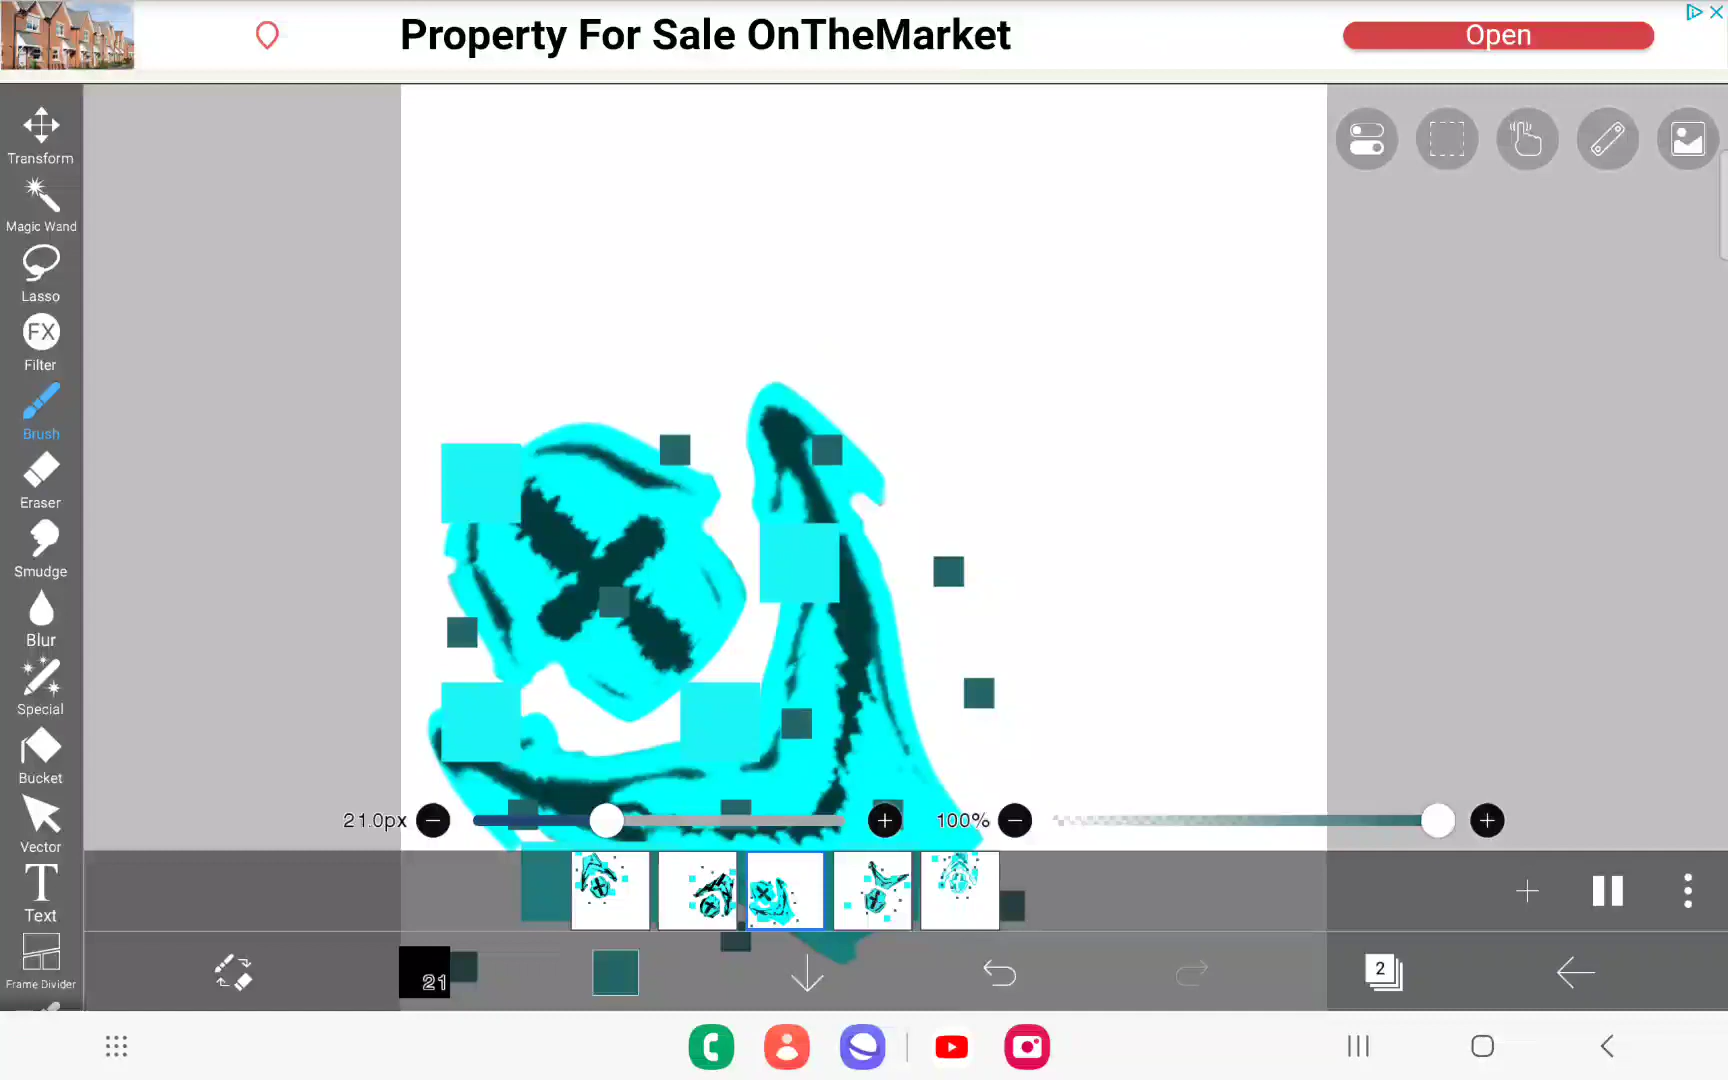 Property For Sale OnTheMarket
Open
Transform
Magic Wand
Lasso
FX
Filter
Brush
Eraser
Smudge
Blur
Special
Bucket
Vector
T
Text
Frame Divider
21.0px
100%
21
2